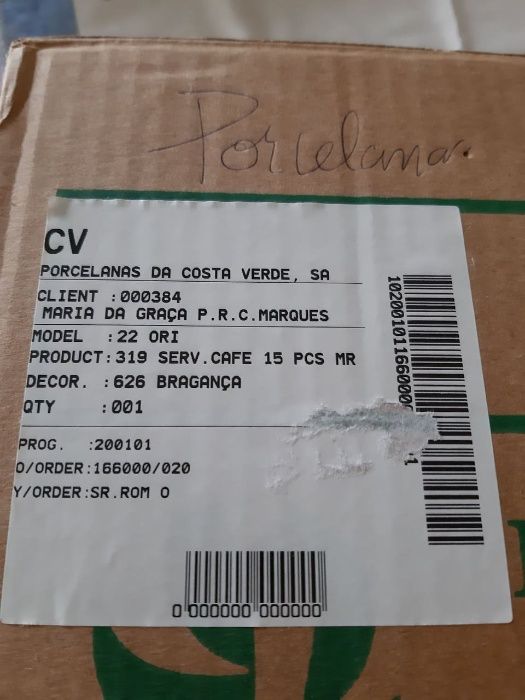 Porcelana.
CV
PORCELANAS DA COSTA VERDE, SA
CLIENT :000384
MARIA DA GRAÇA P.R.C.MARQUES
MODEL :22 ORI
PRODUCT:319 SERV.CAFE 15 PCS MR
DECOR. :626 BRAGANÇA
QTY :001
PROG. :200101
O/ORDER:166000/020
Y/ORDER:SR.ROM O
0 000000 000000